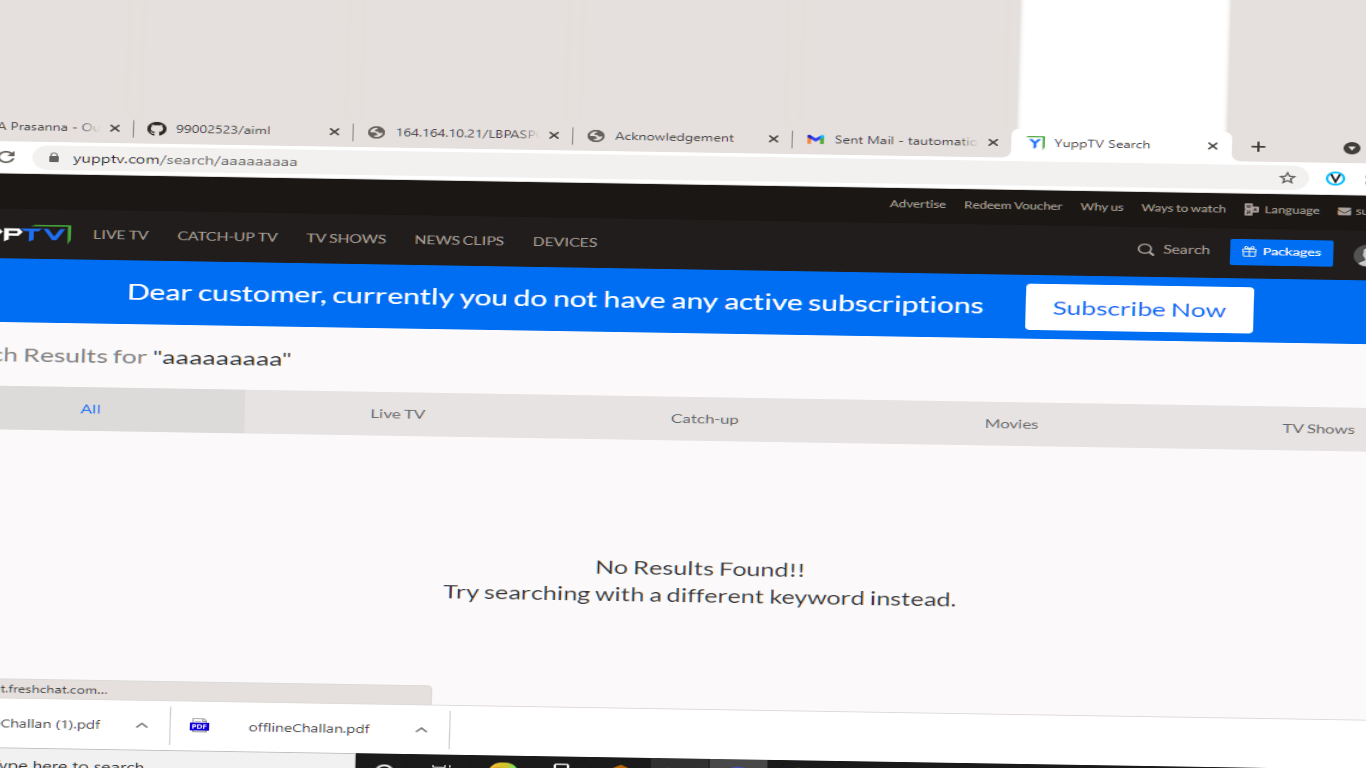 A Prasanna - Ou
99002523/aiml
164.164.10.21/LBPASP
Acknowledgement
Sent Mail - tautomatic
YuppTV Search
yupptv.com/search/aaaaaaaaa
Advertise Redeem Voucher Why us Ways to watch Language su
PPTV LIVE TV CATCH-UP TV TV SHOWS NEWS CLIPS DEVICES Search Packages
Dear customer, currently you do not have any active subscriptions Subscribe Now
ch Results for "aaaaaaaaa"
All Live TV Catch-up Movies TV Shows
No Results Found!!
Try searching with a different keyword instead.
t.freshchat.com...
Challan (1).pdf
PDF offlineChallan.pdf
ype here to search